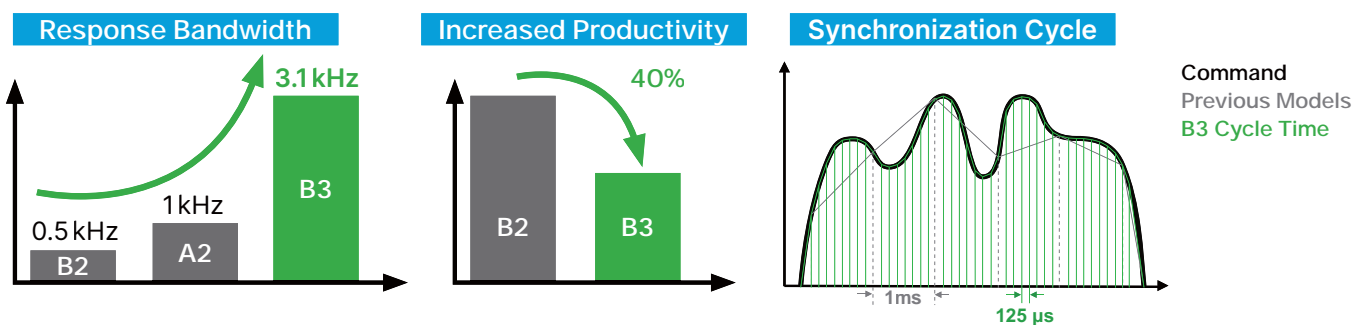 Response Bandwidth
3.1 kHz
0.5 kHz
1 kHz
B2
A2
B3
Increased Productivity
40%
B2
B3
Synchronization Cycle
1ms
125 µs
Command
Previous Models
B3 Cycle Time